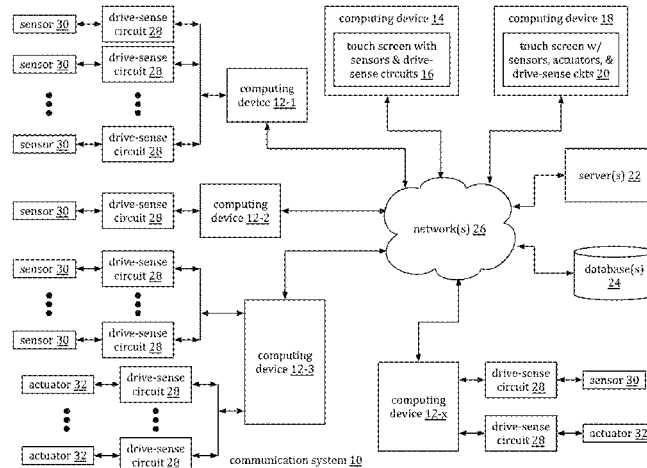 sensor 30
drive-sense
circuit 28
sensor 30
drive-sense
circuit 28
sensor 30
drive-sense
circuit 28
computing
device 12-1
computing device 14
touch screen with
sensors & drive-
sense circuits 16
computing device 18
touch screen w/
sensors, actuators, &
drive-sense ckts 20
server(s) 22
database(s)
24
network(s) 26
sensor 30
drive-sense
circuit 28
computing
device 12-2
sensor 30
drive-sense
circuit 28
sensor 30
drive-sense
circuit 28
computing
device 12-3
actuator 32
drive-sense
circuit 28
actuator 32
drive-sense
circuit 28
computing
device 12-x
drive-sense
circuit 28
sensor 30
drive-sense
circuit 28
actuator 32
communication system 10